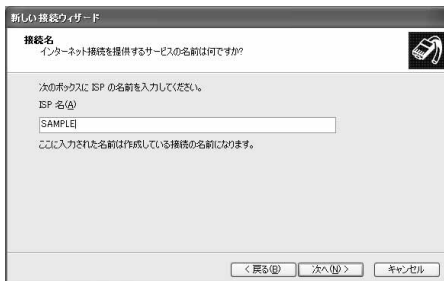 新しい接続ウィザード
接続名
インターネット接続を提供するサービスの名前は何ですか?
次のボックスに ISP の名前を入力してください。
ISP 名(A)
SAMPLE
ここに入力された名前は作成している接続の名前になります。
< 戻る(B) 次へ(N) > キャンセル